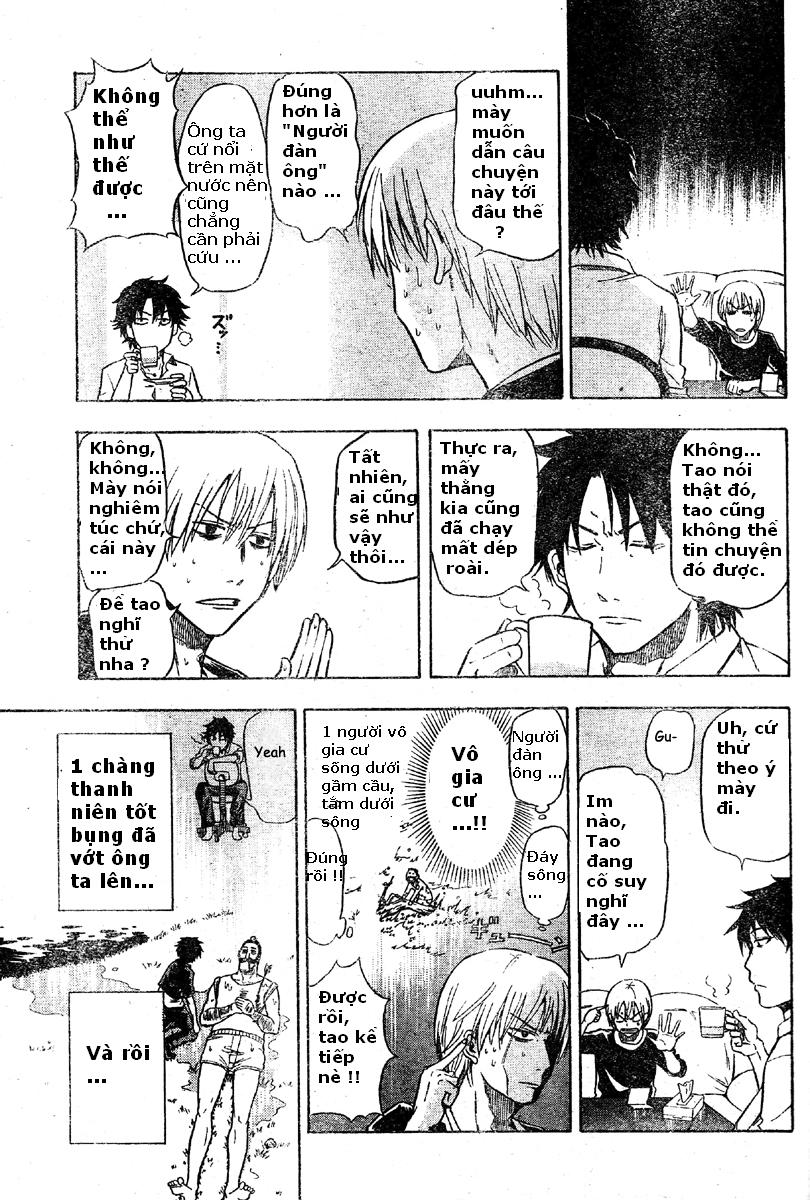 uuhm...
mày
muôn
dẫn câu
chuyện
này tới
đâu thế
?
Đúng
hơn là
"Người
đàn
ông"
nào ...
Ông ta
cứ nổi
trên mặt
nước nên
cũng
chẳng
cần phải
cứu ...
Không
thể
như
thế
được
...
ズッ
…
Không...
Tao nói
thật đó,
tao cũng
không thể
tin chuyện
đó được.
Thực ra,
mấy
thằng
kia cũng
đã chạy
mất dép
roài.
Tất
nhiên,
ai cũng
sẽ như
vậy
thôi...
Không,
không...
Mày nói
nghiêm
túc chứ,
cái này
...
Để tao
nghĩ
thử
nha ?
Uh, cứ
thử
theo ý
mày
đi.
Gu-
Im
nào,
Tao
đang
cố suy
nghĩ
đây ...
Người
đàn
ông ...
Đáy
sông
...
Vô
gia
cư
...!!
1 người vô
gia cư
sống dưới
gầm cầu,
tắm dưới
sông
Đúng
rồi !!
Được
rồi,
tao kể
tiếp
nè !!
Yeah
1 chàng
thanh
niên tốt
bụng đã
vớt ông
ta lên...
Và rồi
...